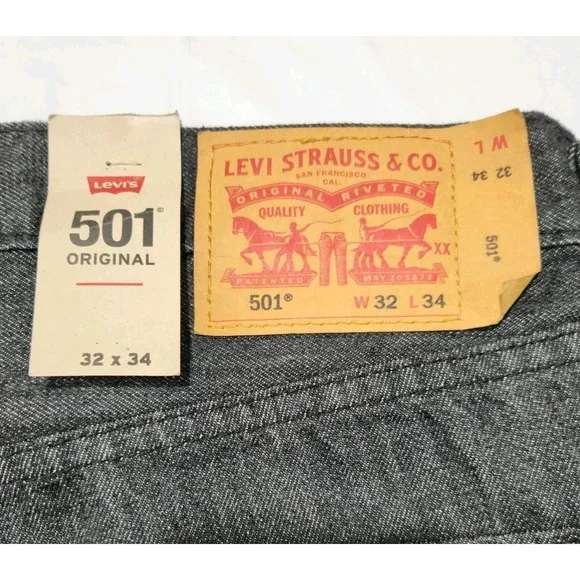 Levi's
501®
ORIGINAL
32 x 34
LEVI STRAUSS & CO.
SAN FRANCISCO
CAL.
ORIGINAL RIVETED
QUALITY CLOTHING
XX
PATENTED MAY 20 1873
501® W 32 L 34
W L
32 34
501®